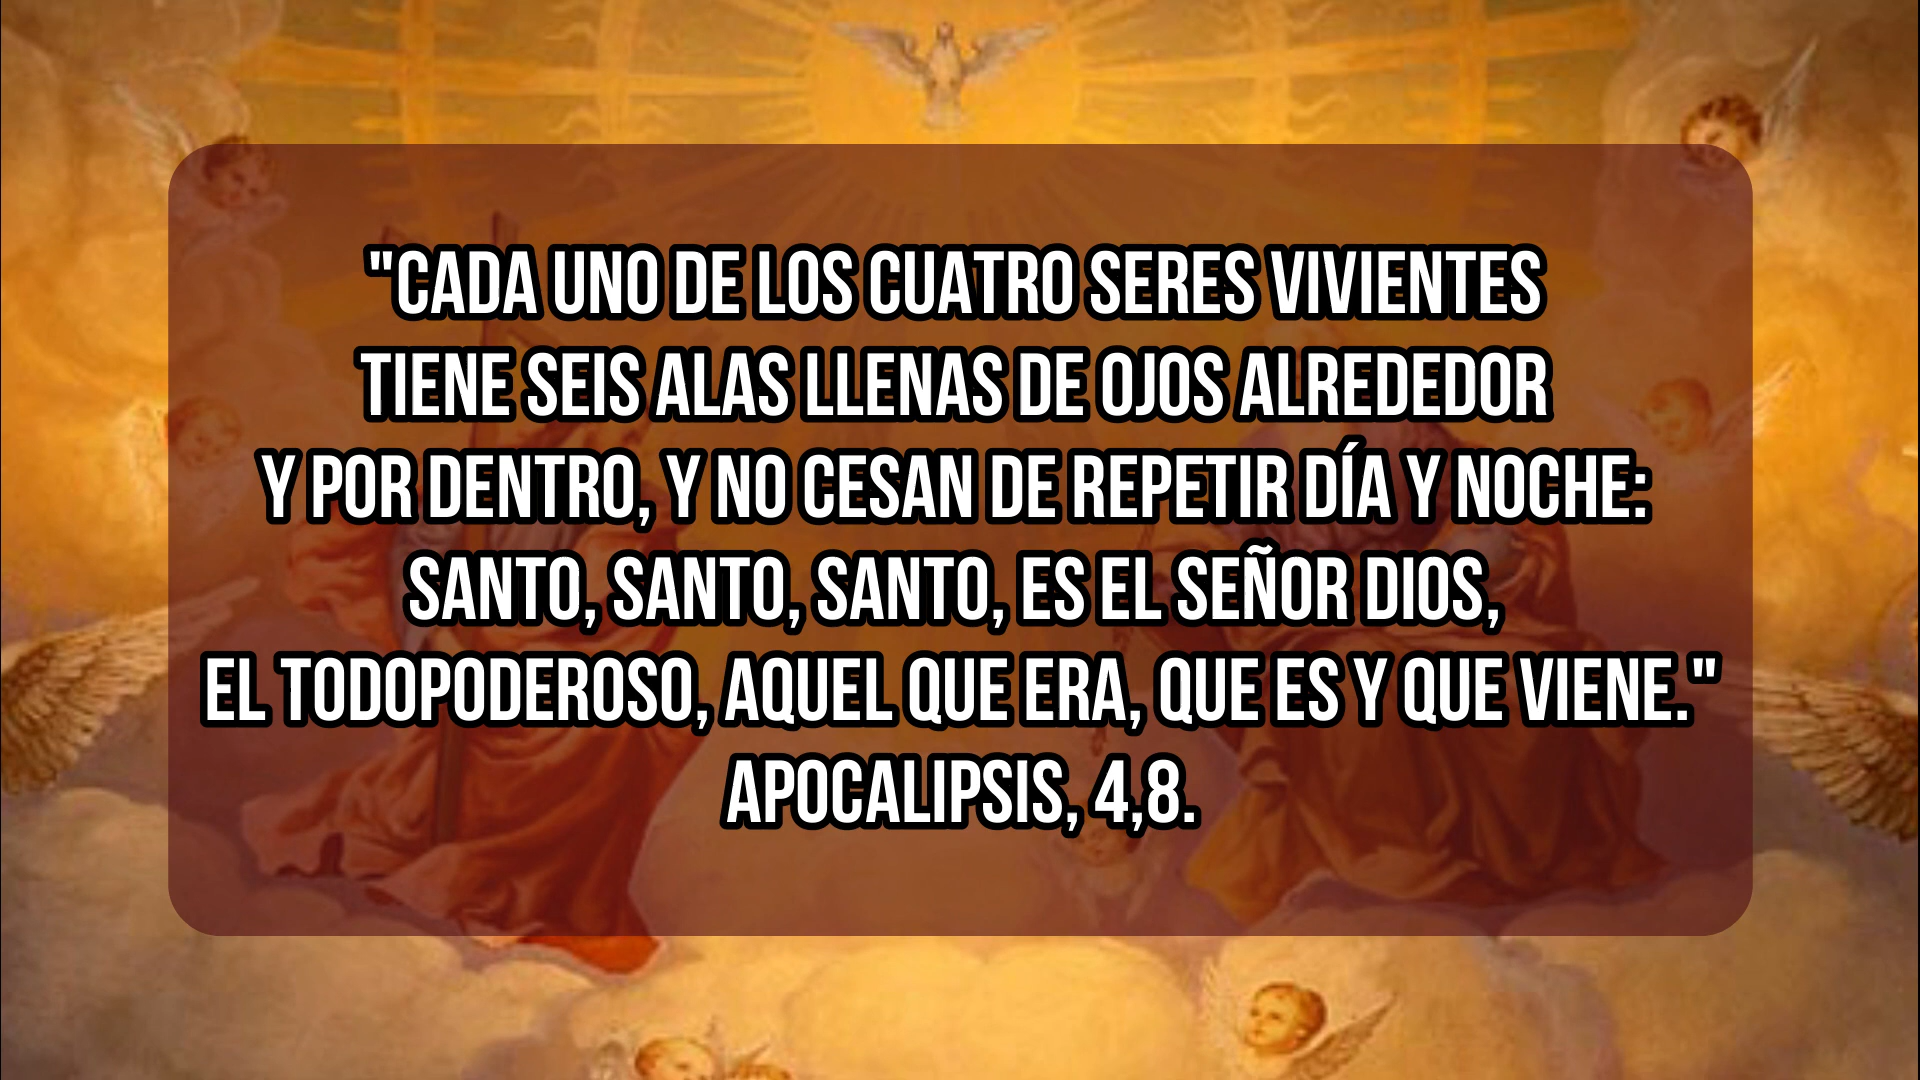 "CADA UNO DE LOS CUATRO SERES VIVIENTES
TIENE SEIS ALAS LLENAS DE OJOS ALREDEDOR
Y POR DENTRO, Y NO CESAN DE REPETIR DÍA Y NOCHE:
SANTO, SANTO, SANTO, ES EL SEÑOR DIOS,
EL TODOPODEROSO, AQUEL QUE ERA, QUE ES Y QUE VIENE."
APOCALIPSIS, 4,8.